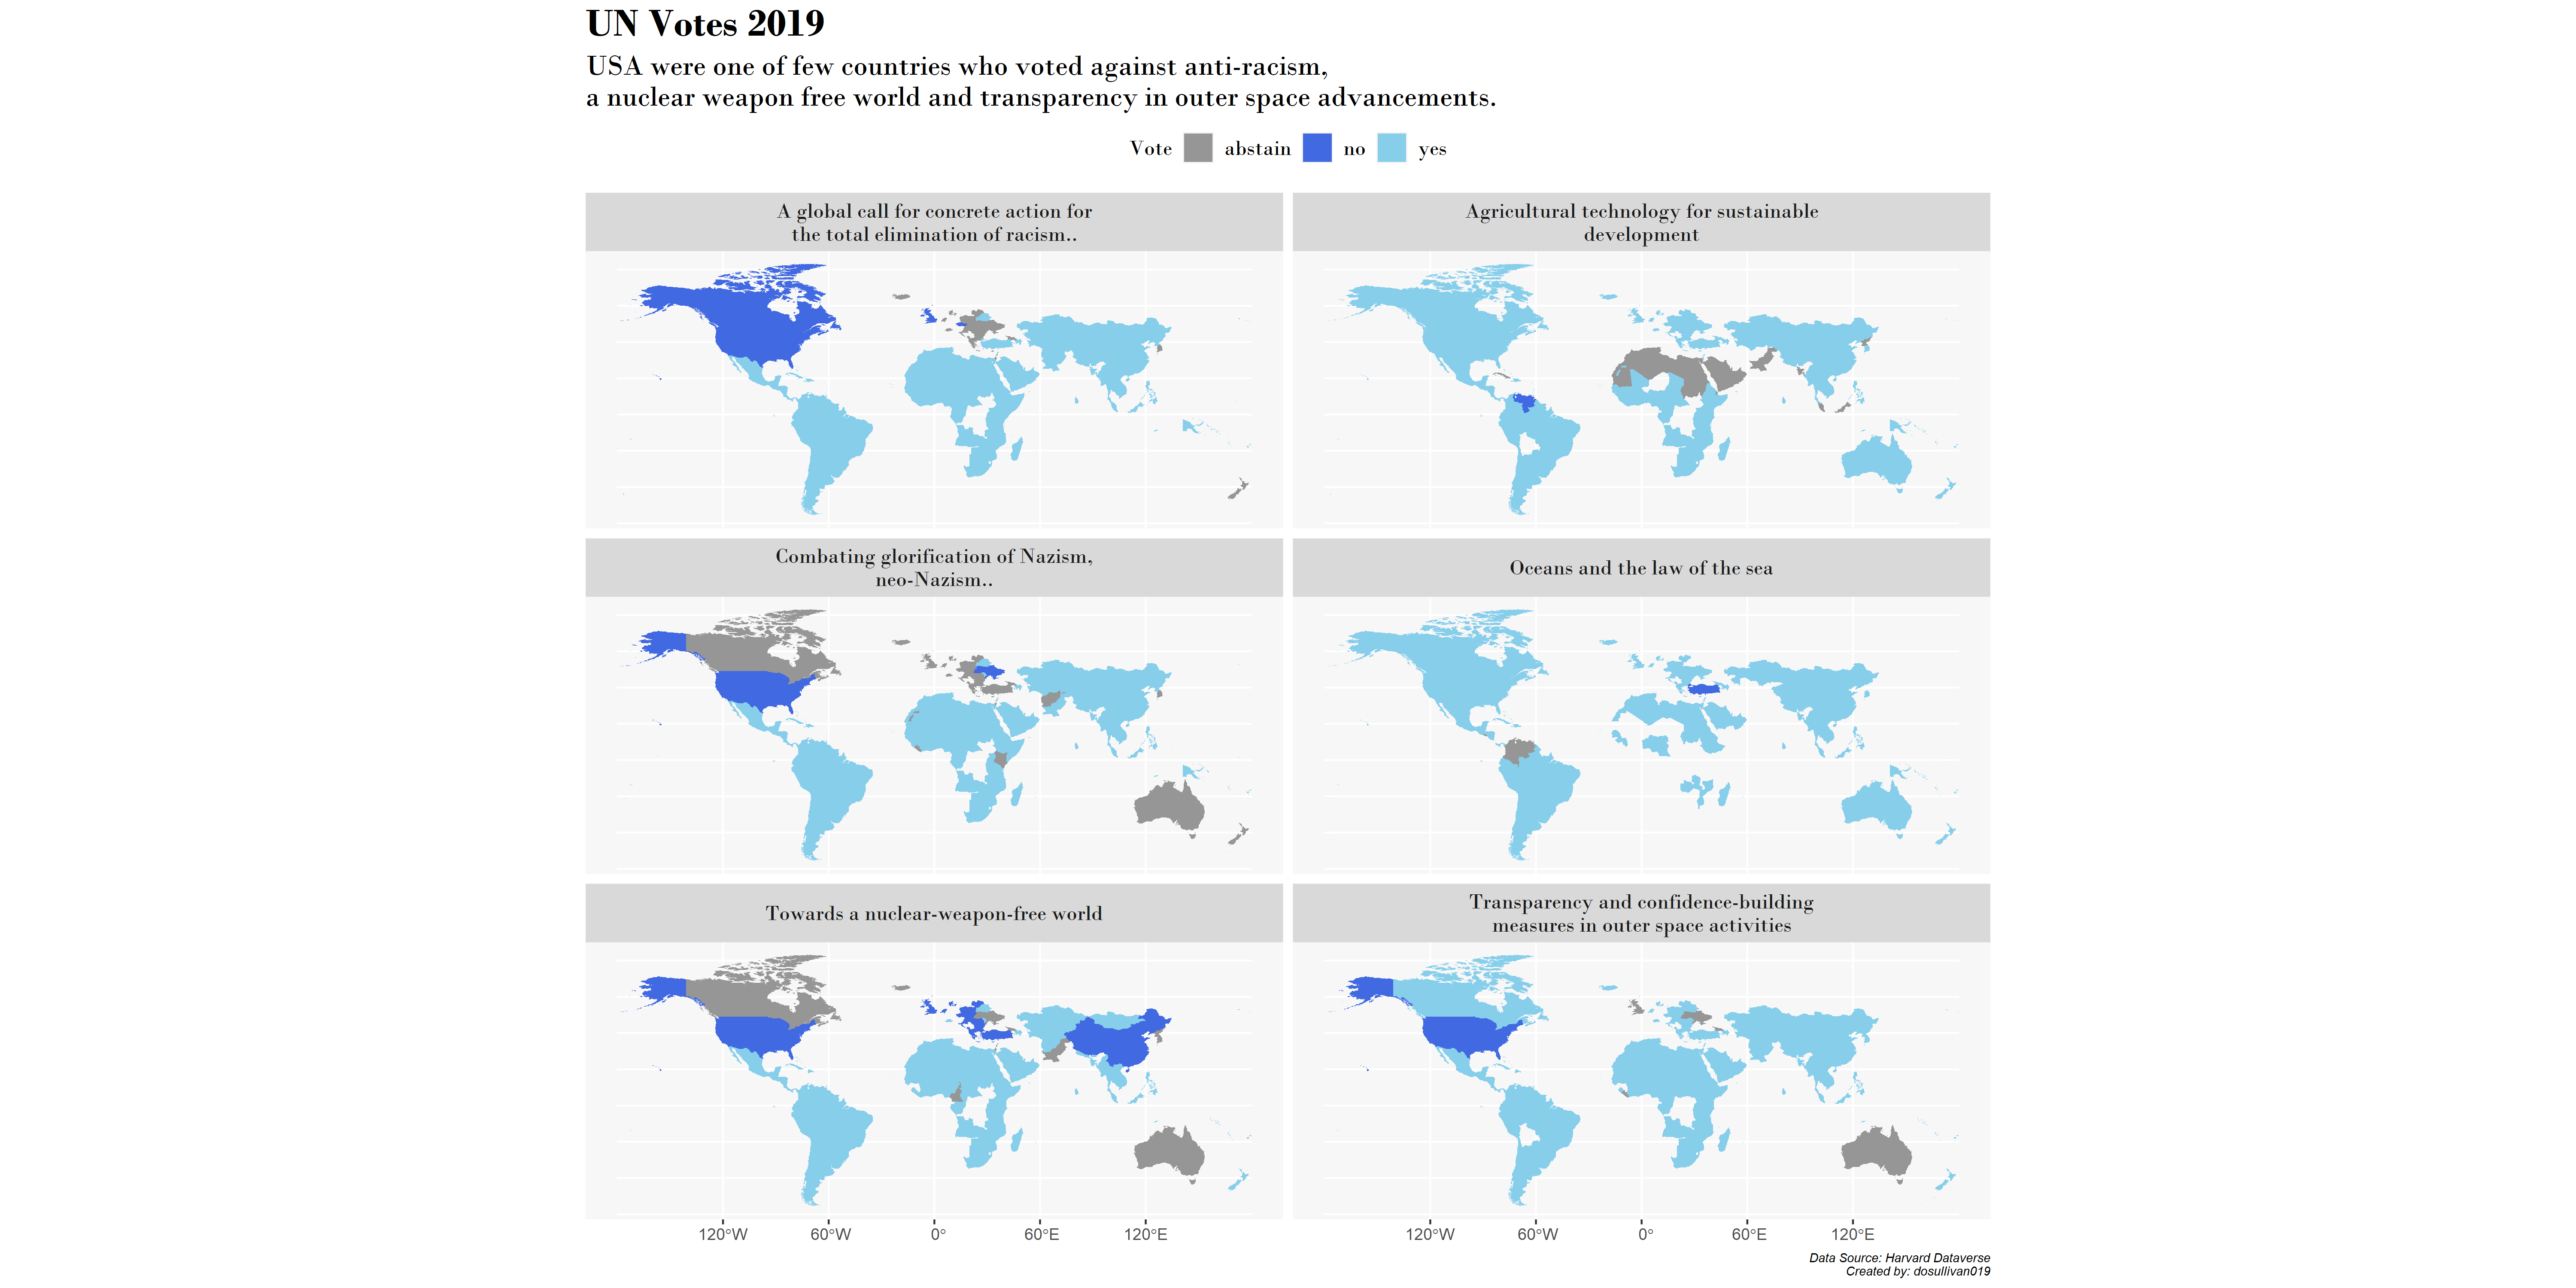 UN Votes 2019
USA were one of few countries who voted against anti-racism,
a nuclear weapon free world and transparency in outer space advancements.
Vote abstain no yes
A global call for concrete action for
the total elimination of racism..
Agricultural technology for sustainable
development
Combating glorification of Nazism,
neo-Nazism..
Oceans and the law of the sea
Towards a nuclear-weapon-free world
Transparency and confidence-building
measures in outer space activities
120°W 60°W 0° 60°E 120°E
120°W 60°W 0° 60°E 120°E
Data Source: Harvard Dataverse
Created by: dosullivan019